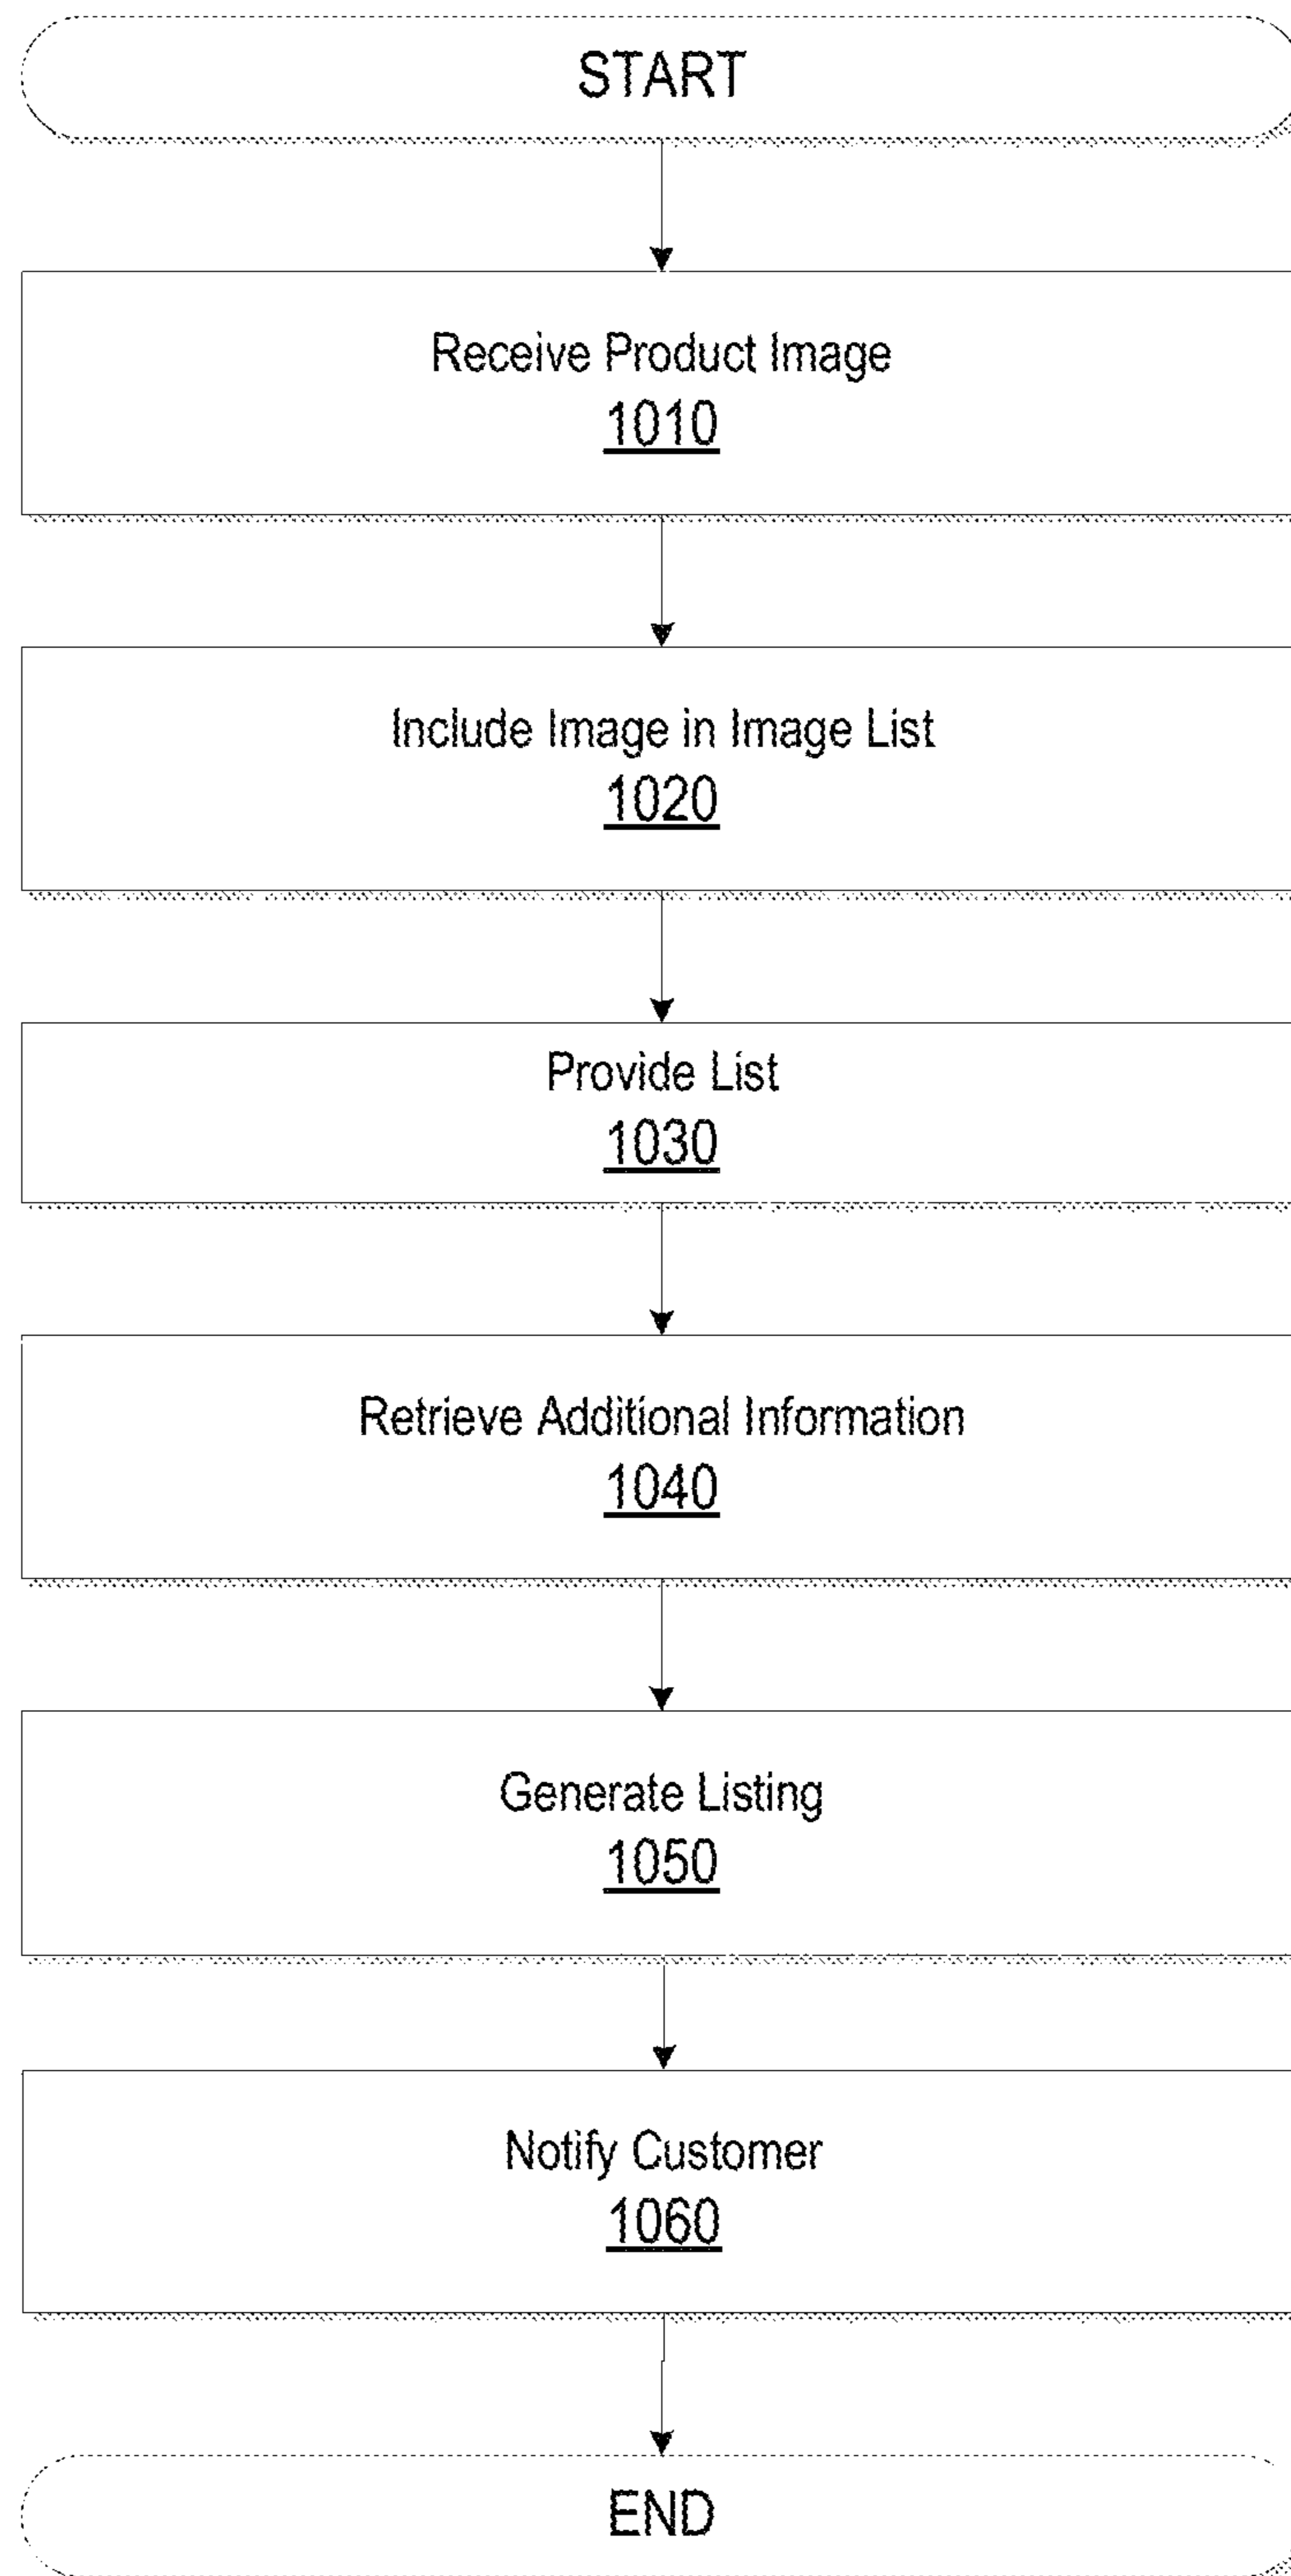 START
Receive Product Image
1010
Include Image in Image List
1020
Provide List
1030
Retrieve Additional Information
1040
Generate Listing
1050
Notify Customer
1060
END